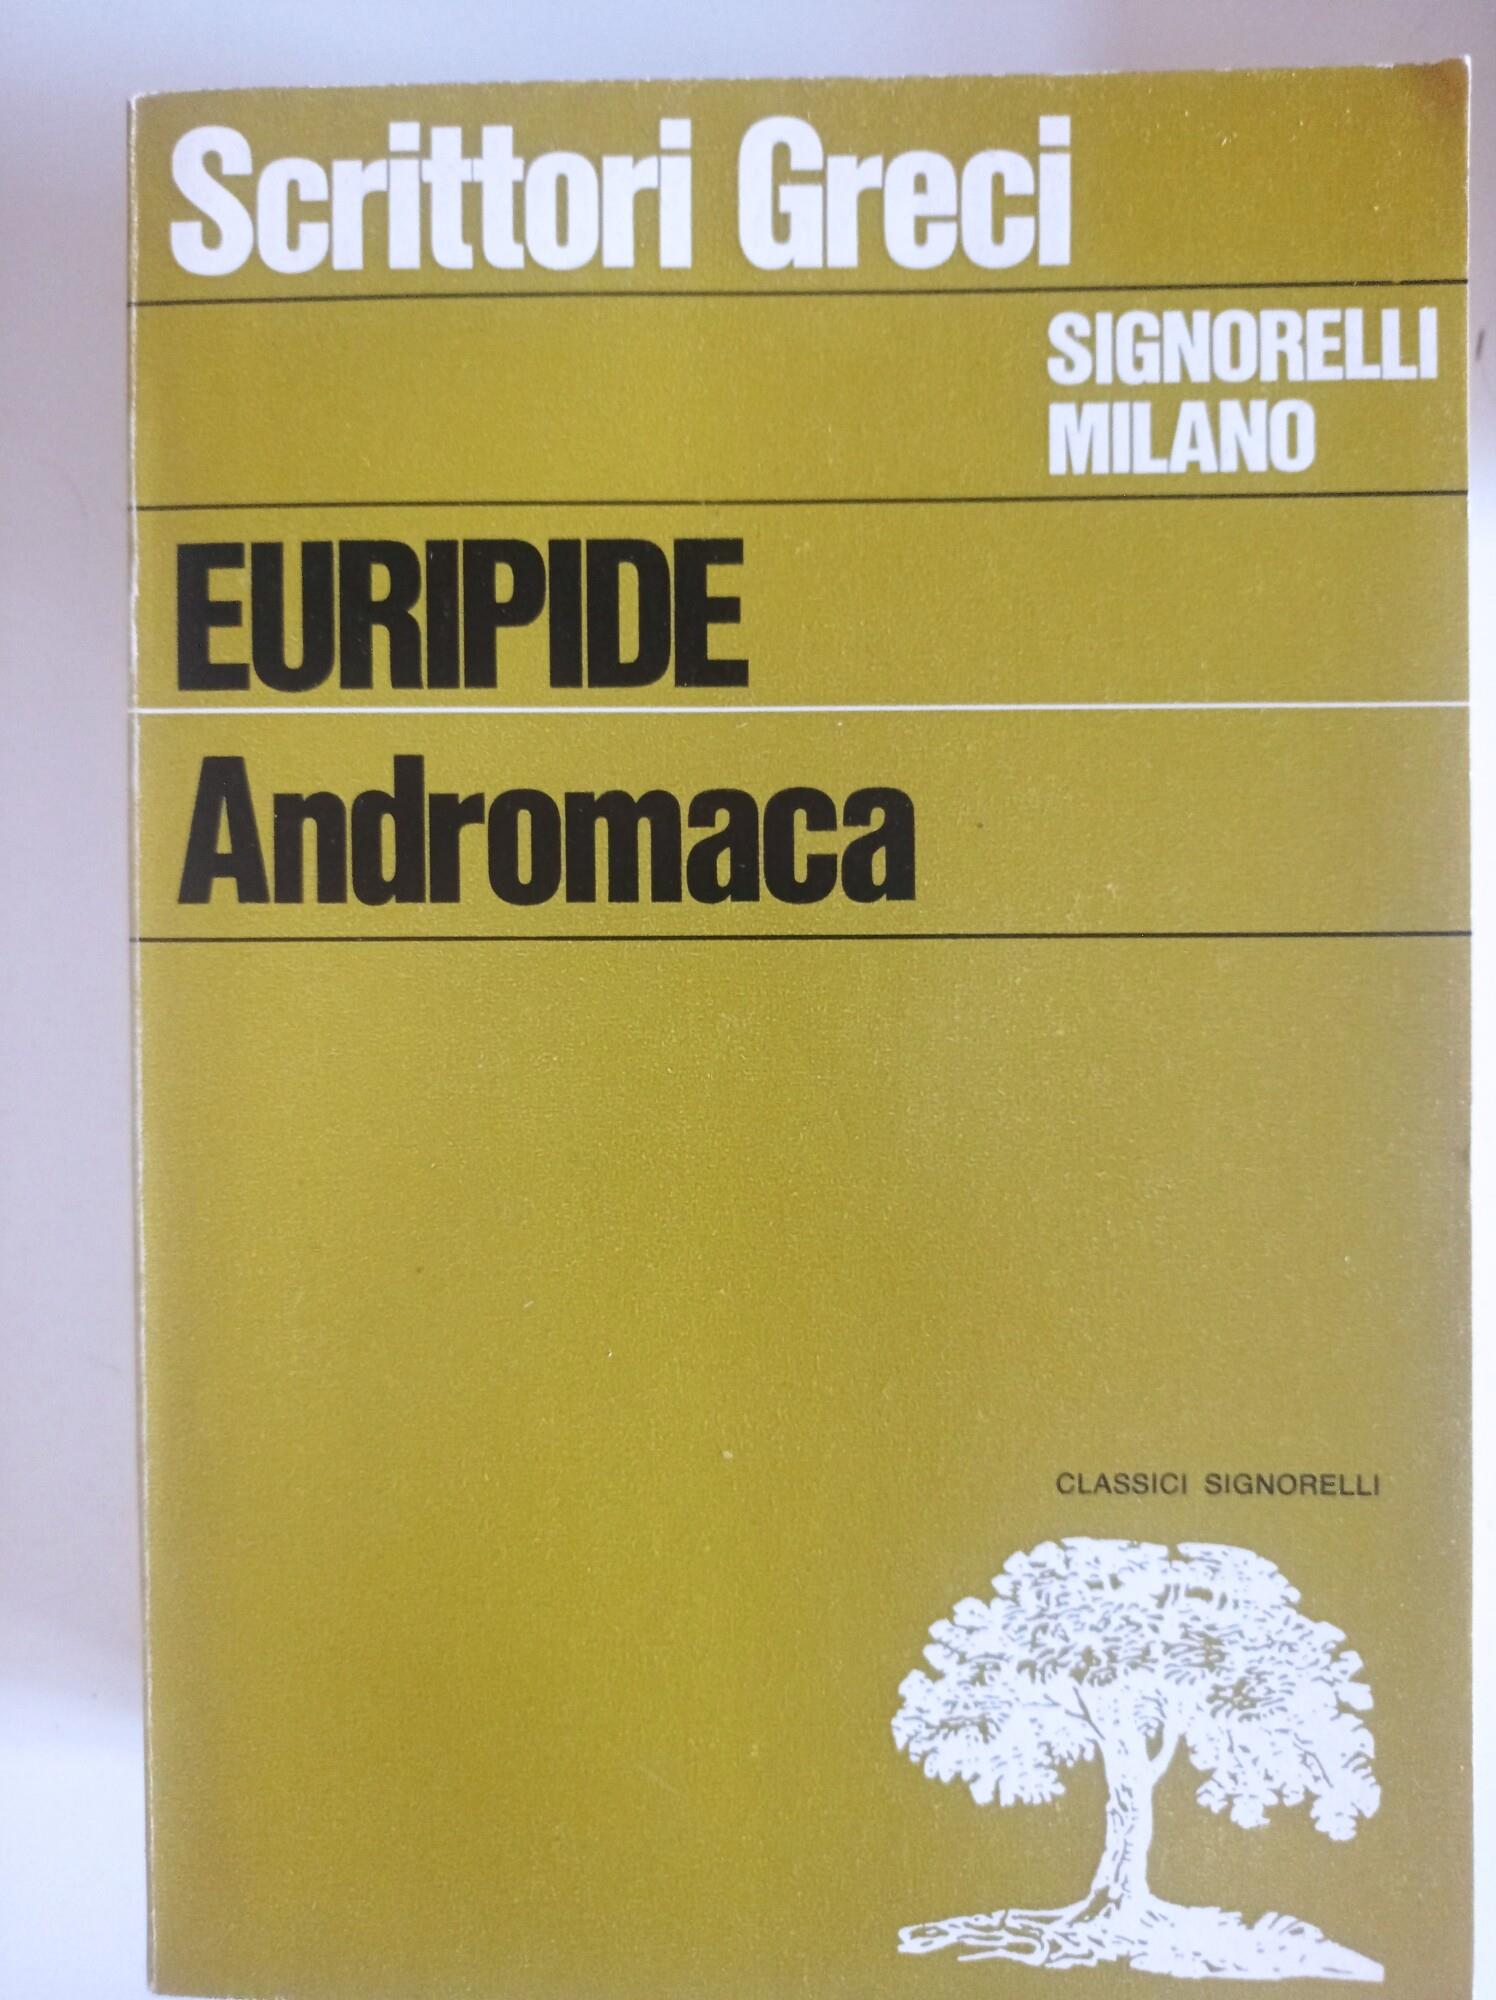 Scrittori Greci
SIGNORELLI
MILANO
EURIPIDE
Andromaca
CLASSICI SIGNORELLI